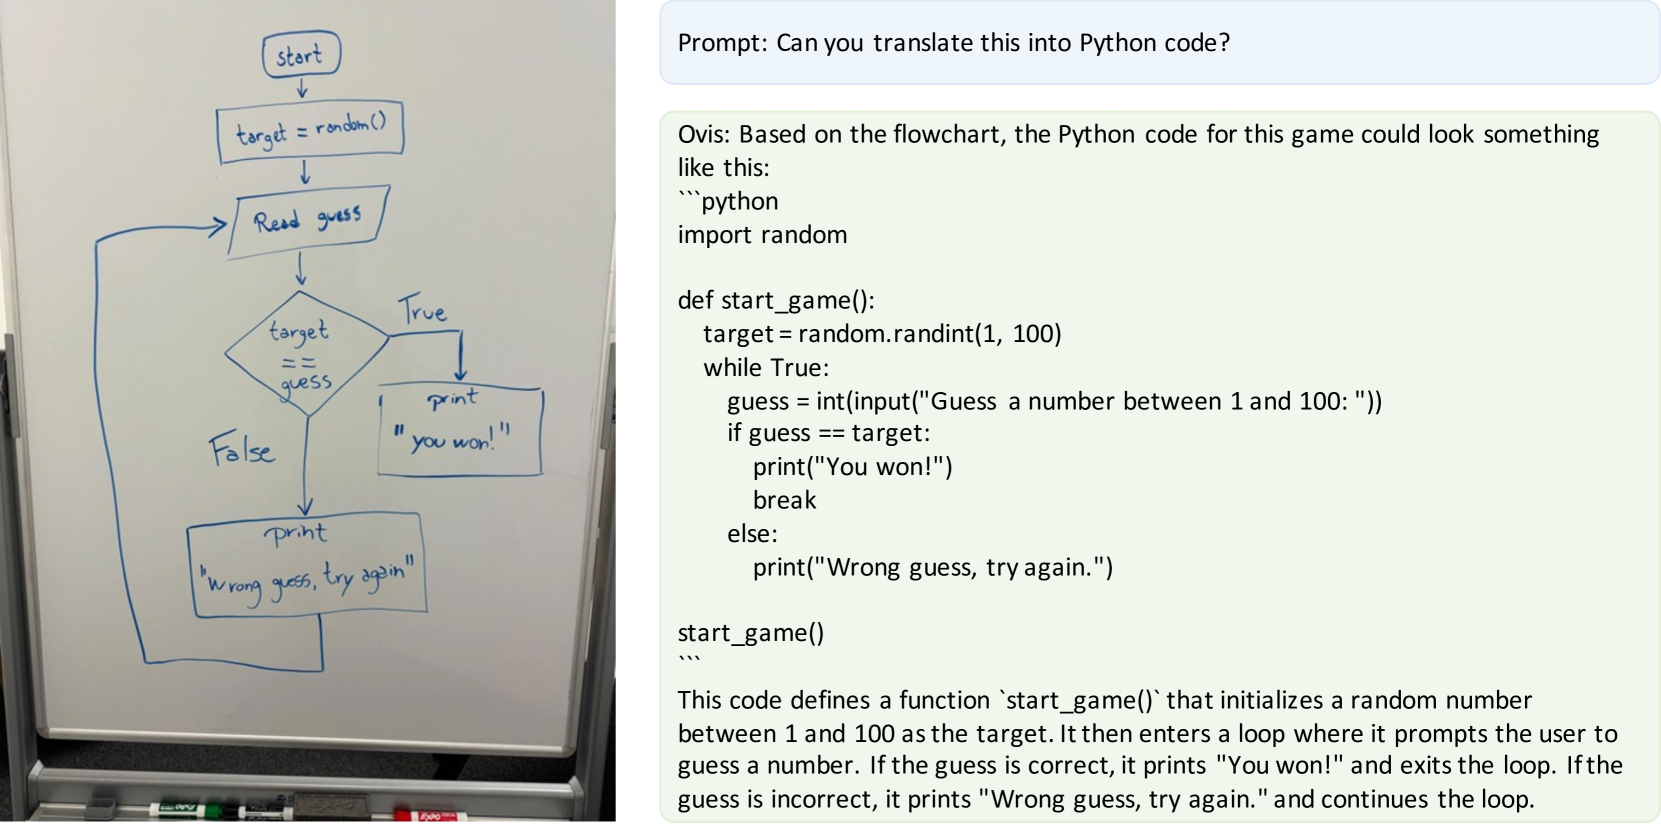 start
target = random()
Read guess
target
==
guess
True
print
"you won!"
False
print
"Wrong guess, try again"
EXPO
Prompt: Can you translate this into Python code?
Ovis: Based on the flowchart, the Python code for this game could look something
like this:
```python
import random
def start_game():
target = random.randint(1, 100)
while True:
guess = int(input("Guess a number between 1 and 100: "))
if guess == target:
print("You won!")
break
else:
print("Wrong guess, try again.")
start_game()
```
This code defines a function `start_game()` that initializes a random number
between 1 and 100 as the target. It then enters a loop where it prompts the user to
guess a number. If the guess is correct, it prints "You won!" and exits the loop. If the
guess is incorrect, it prints "Wrong guess, try again." and continues the loop.